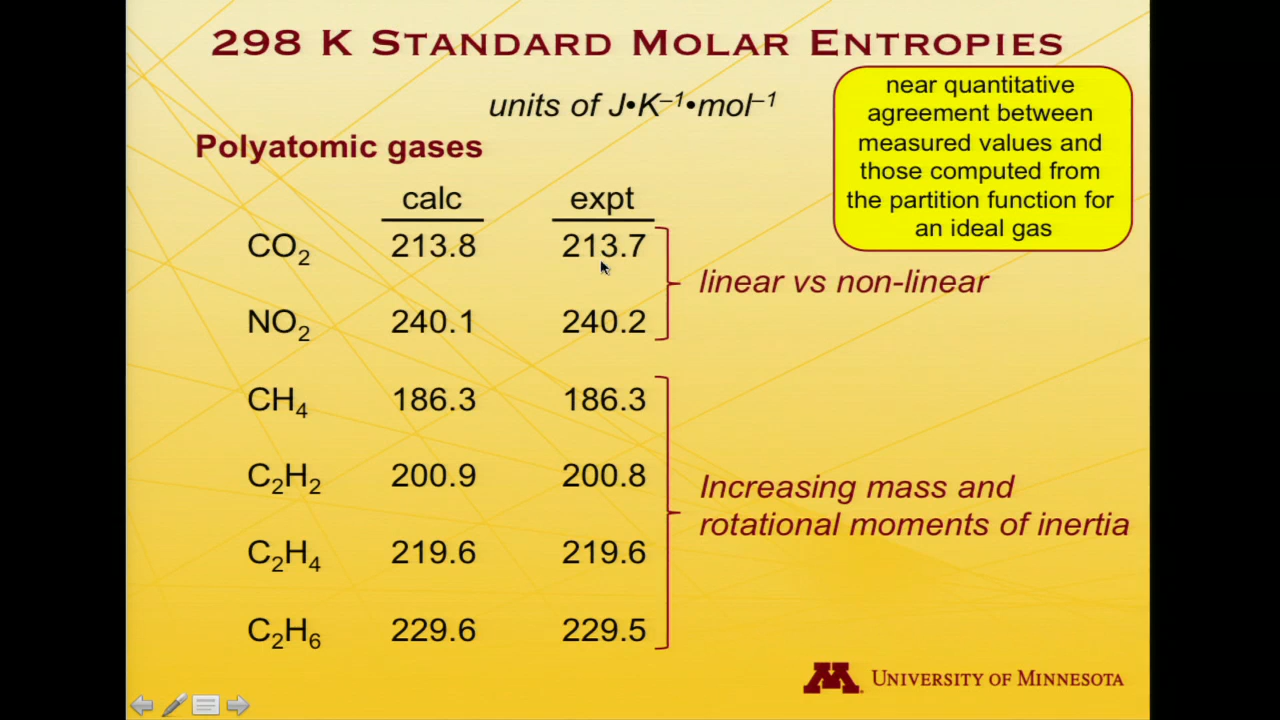 298 K STANDARD MOLAR ENTROPIES
units of J•K⁻¹•mol⁻¹
near quantitative
agreement between
measured values and
those computed from
the partition function for
an ideal gas
Polyatomic gases
calc expt
CO₂ 213.8 213.7
linear vs non-linear
NO₂ 240.1 240.2
CH₄ 186.3 186.3
C₂H₂ 200.9 200.8
Increasing mass and
rotational moments of inertia
C₂H₄ 219.6 219.6
C₂H₆ 229.6 229.5
M UNIVERSITY OF MINNESOTA